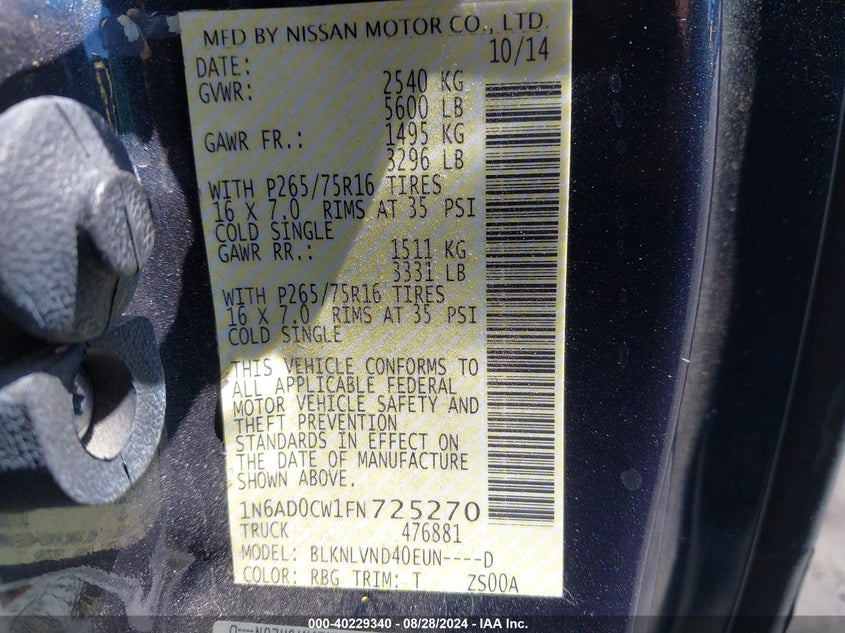 MFD BY NISSAN MOTOR CO., LTD.
DATE: 10/14
GVWR: 2540 KG
5600 LB
GAWR FR.: 1495 KG
3296 LB
WITH P265/75R16 TIRES
16 X 7.0 RIMS AT 35 PSI
COLD SINGLE
GAWR RR.: 1511 KG
3331 LB
WITH P265/75R16 TIRES
16 X 7.0 RIMS AT 35 PSI
COLD SINGLE
THIS VEHICLE CONFORMS TO
ALL APPLICABLE FEDERAL
MOTOR VEHICLE SAFETY AND
THEFT PREVENTION
STANDARDS IN EFFECT ON
THE DATE OF MANUFACTURE
SHOWN ABOVE.
1N6AD0CW1FN725270
TRUCK 476881
MODEL: BLKNLVND40EUN----D
COLOR: RBG TRIM: T ZS00A
000-40229340 - 08/28/2024 - IAA Inc.